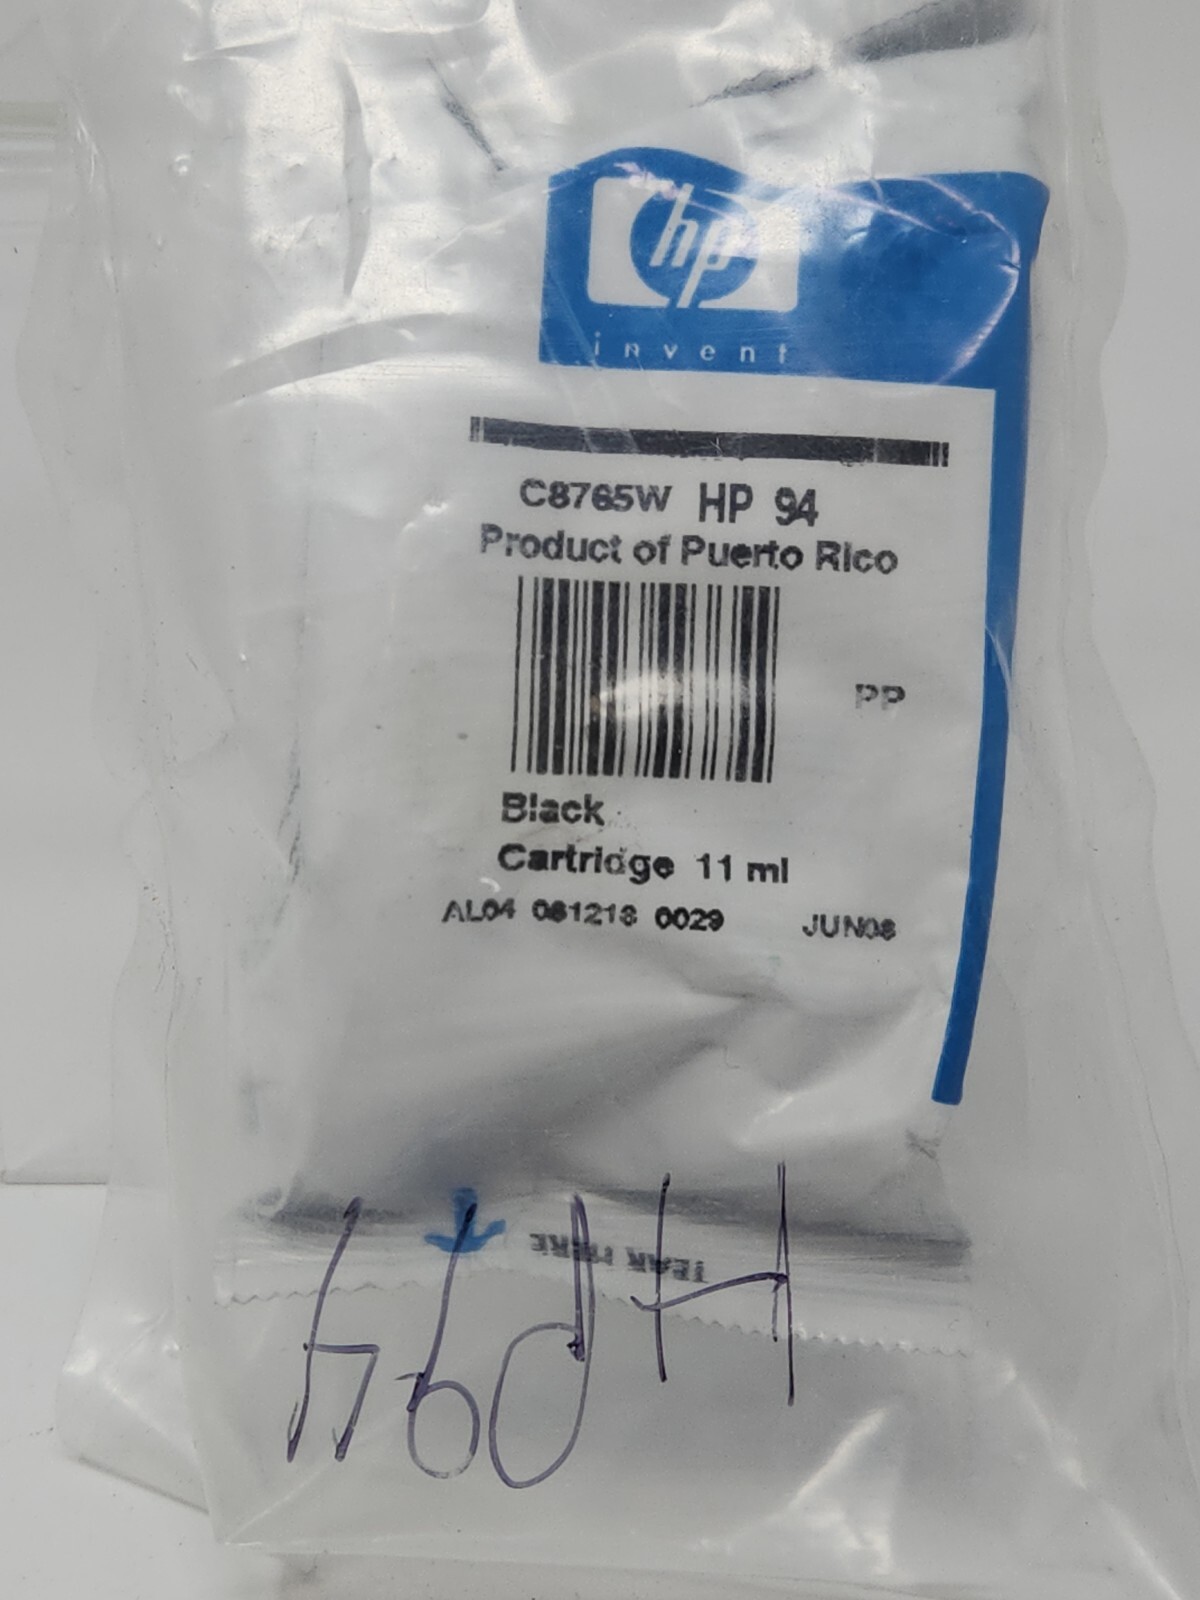 hp
invent
C8765W HP 94
Product of Puerto Rico
PP
Black
Cartridge 11 ml
AL04 081213 0029 JUN08
TEAR HERE
HP94